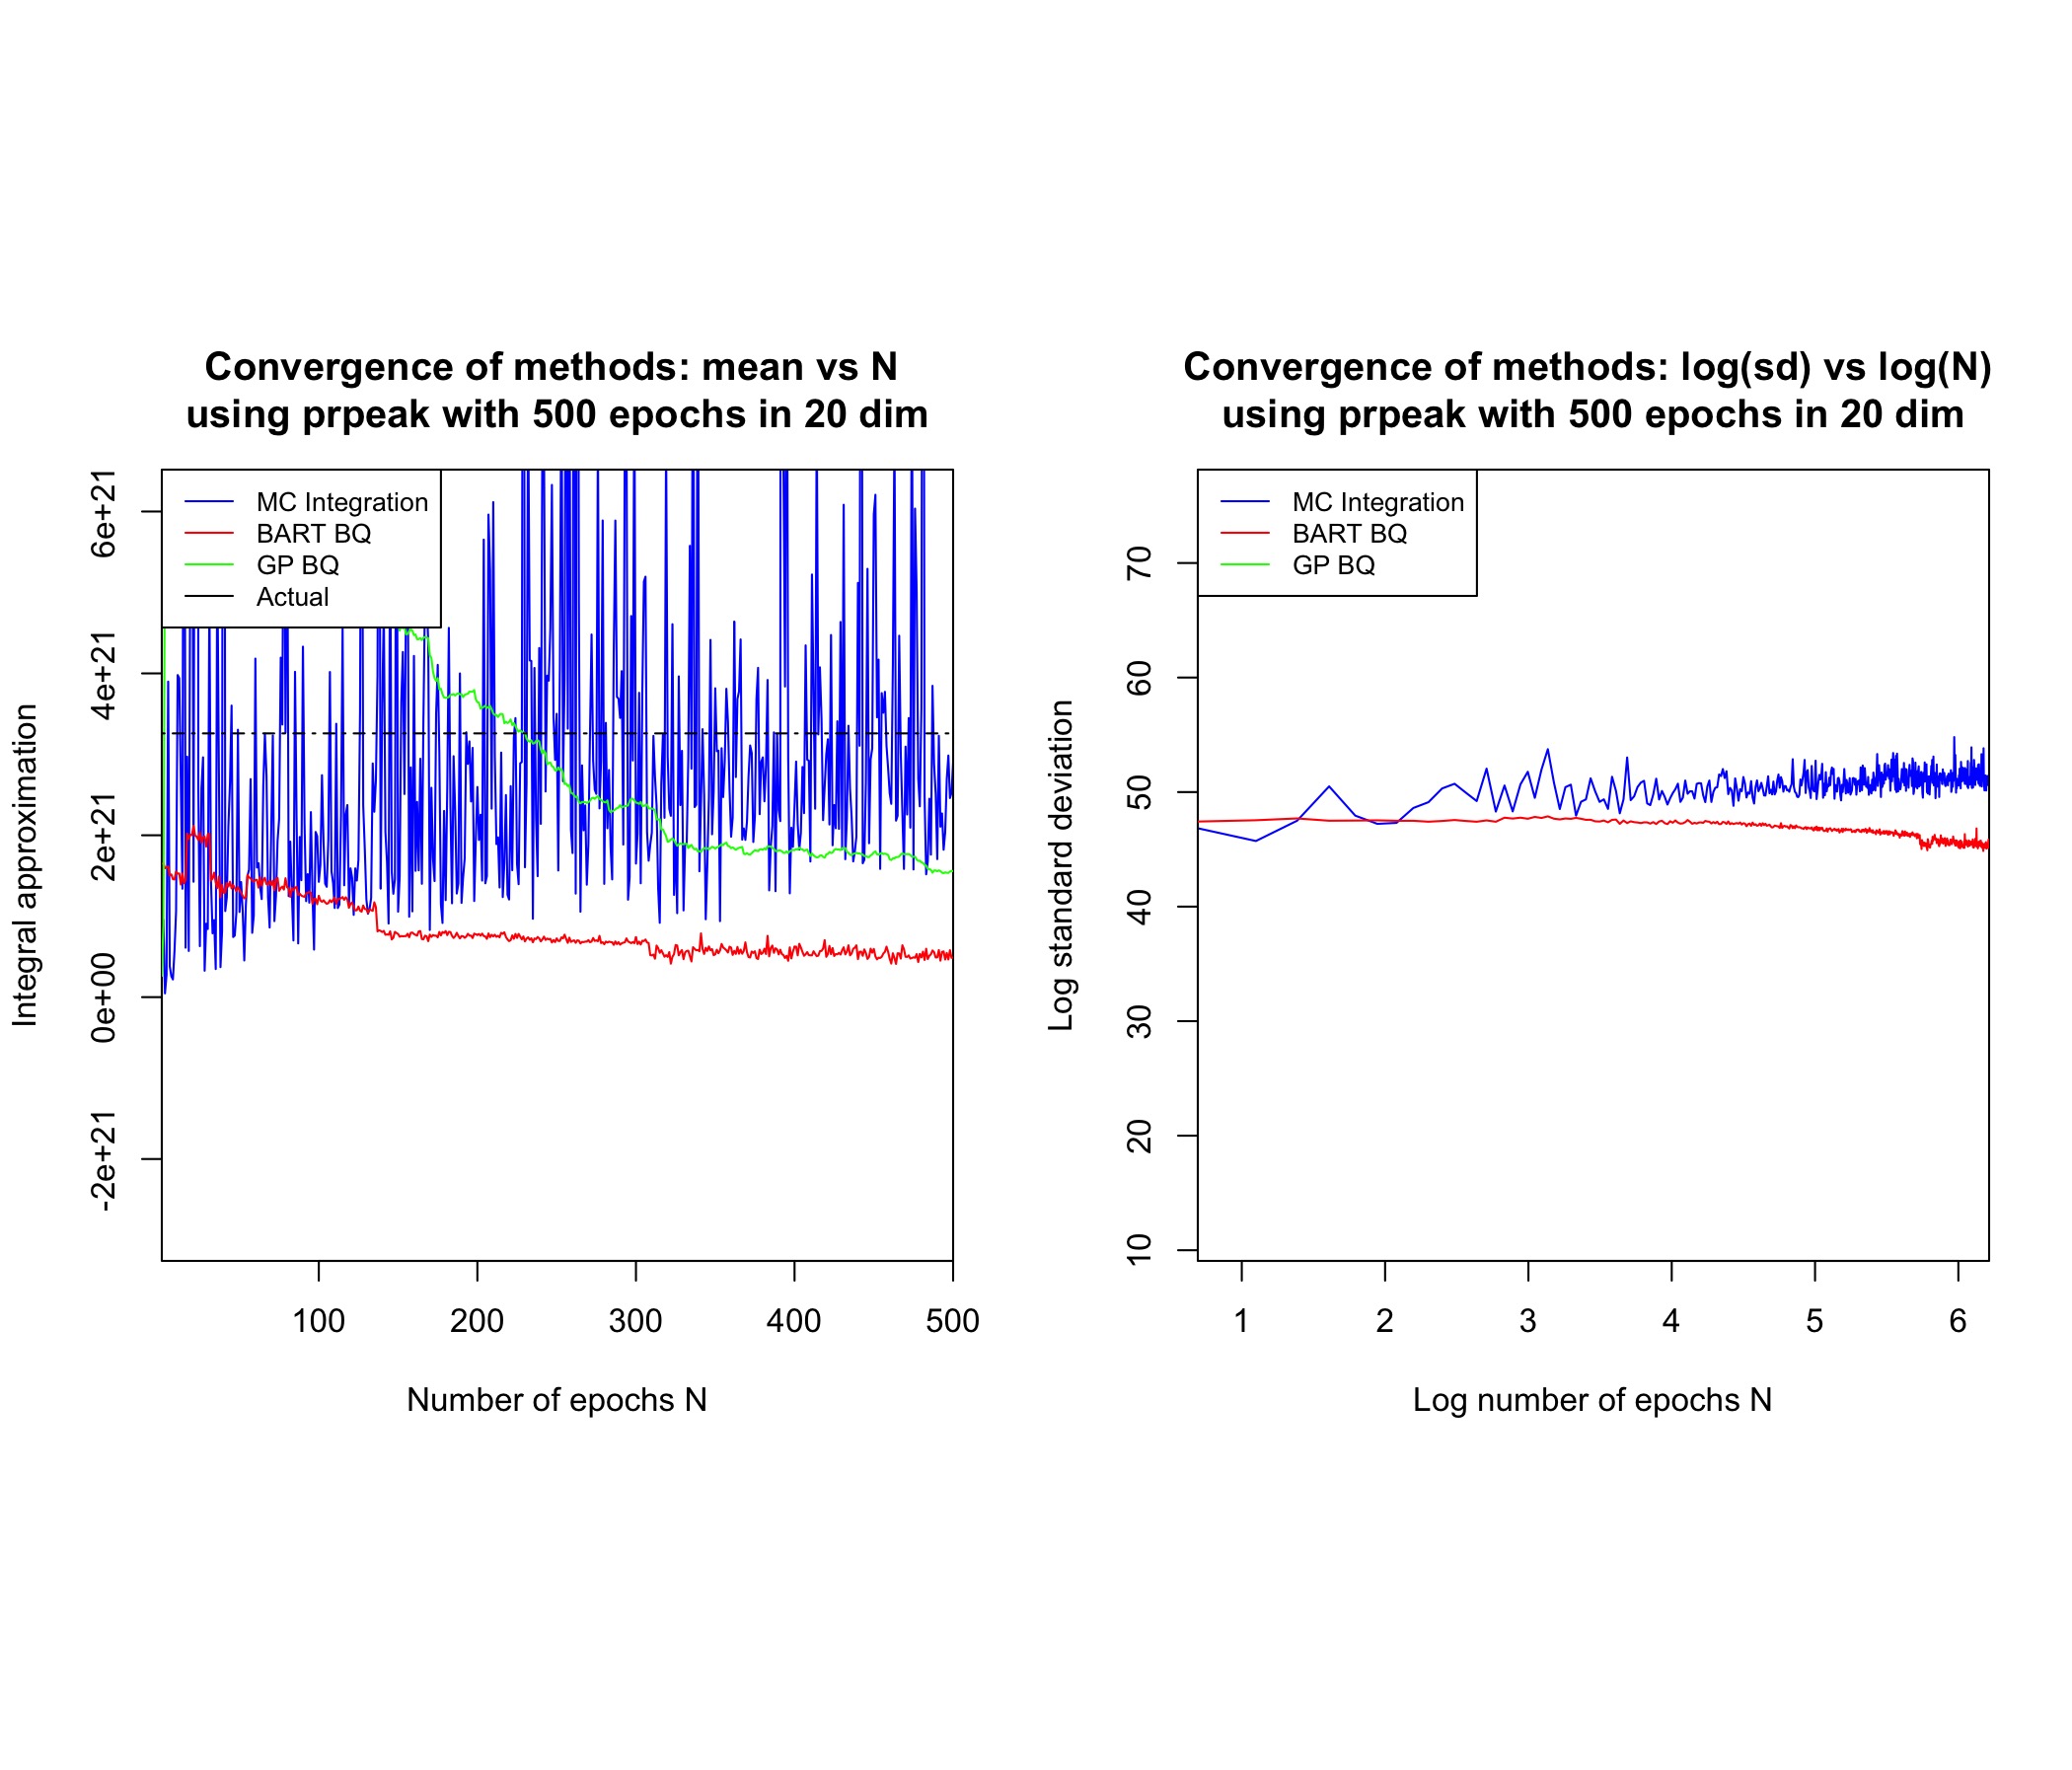 Convergence of methods: mean vs N
using prpeak with 500 epochs in 20 dim
MC Integration
BART BQ
GP BQ
Actual
Integral approximation
6e+21
4e+21
2e+21
0e+00
-2e+21
100 200 300 400 500
Number of epochs N
Convergence of methods: log(sd) vs log(N)
using prpeak with 500 epochs in 20 dim
MC Integration
BART BQ
GP BQ
Log standard deviation
70
60
50
40
30
20
10
1 2 3 4 5 6
Log number of epochs N